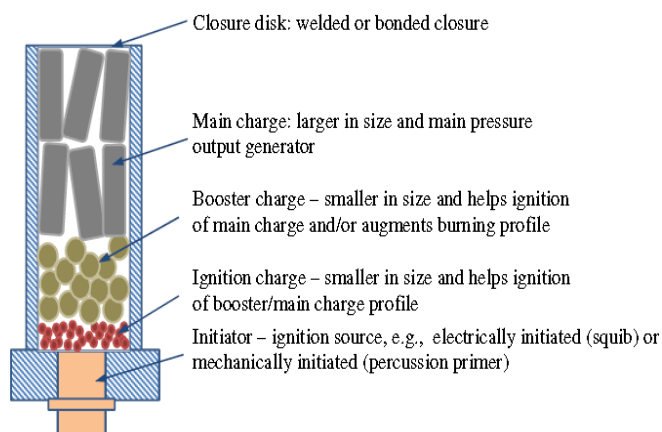 Closure disk: welded or bonded closure
Main charge: larger in size and main pressure
output generator
Booster charge – smaller in size and helps ignition
of main charge and/or augments burning profile
Ignition charge – smaller in size and helps ignition
of booster/main charge profile
Initiator – ignition source, e.g., electrically initiated (squib) or
mechanically initiated (percussion primer)